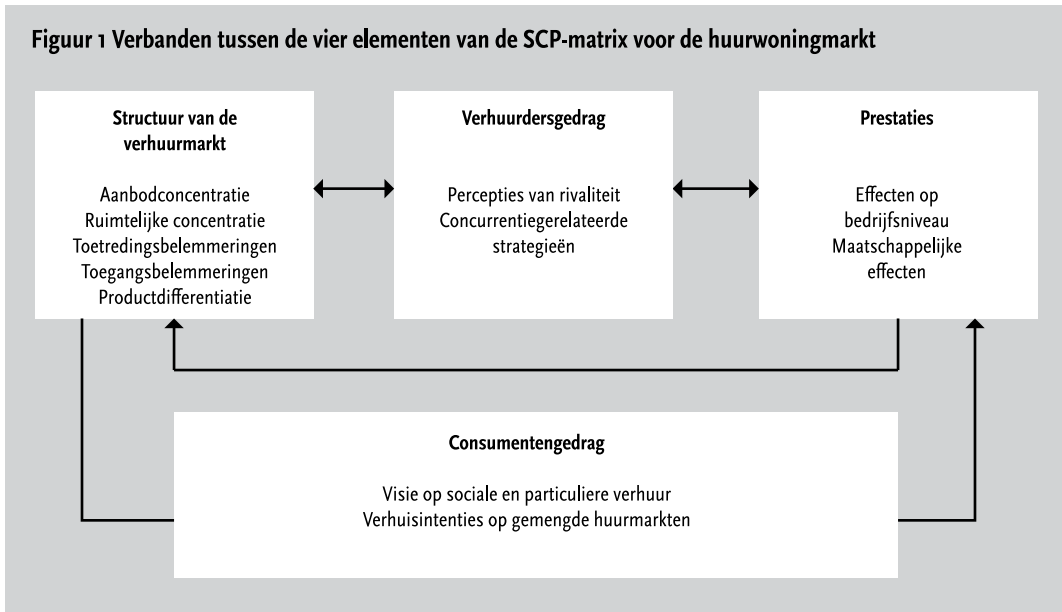 Figuur 1 Verbanden tussen de vier elementen van de SCP-matrix voor de huurwoningmarkt
Structuur van de
verhuurmarkt
Aanbodconcentratie
Ruimtelijke concentratie
Toetredingsbelemmeringen
Toegangsbelemmeringen
Productdifferentiatie
Verhuurdersgedrag
Percepties van rivaliteit
Concurrentiegerelateerde
strategieën
Prestaties
Effecten op
bedrijfsniveau
Maatschappelijke
effecten
Consumentengedrag
Visie op sociale en particuliere verhuur
Verhuisintenties op gemengde huurmarkten